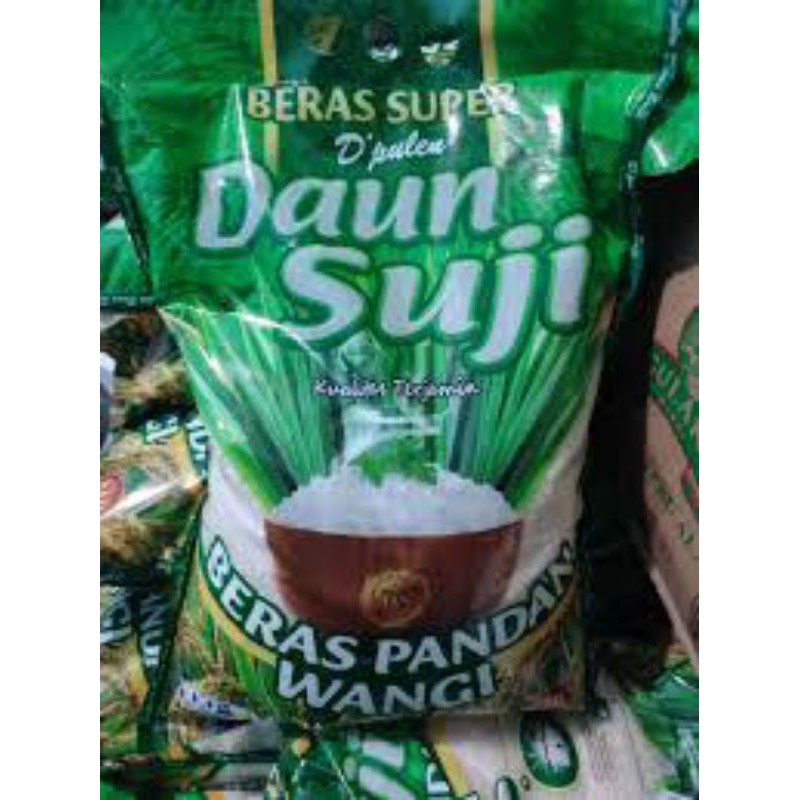 BERAS SUPER
D'pulen
Daun
Suji
Kualitas Terjamin
BERAS PANDAN
WANGI